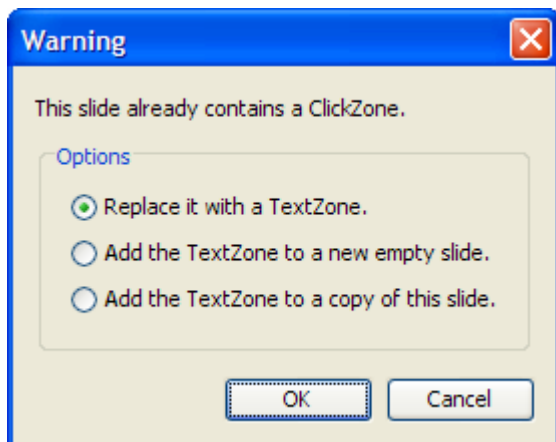 Warning
This slide already contains a ClickZone.
Options
Replace it with a TextZone.
Add the TextZone to a new empty slide.
Add the TextZone to a copy of this slide.
OK
Cancel